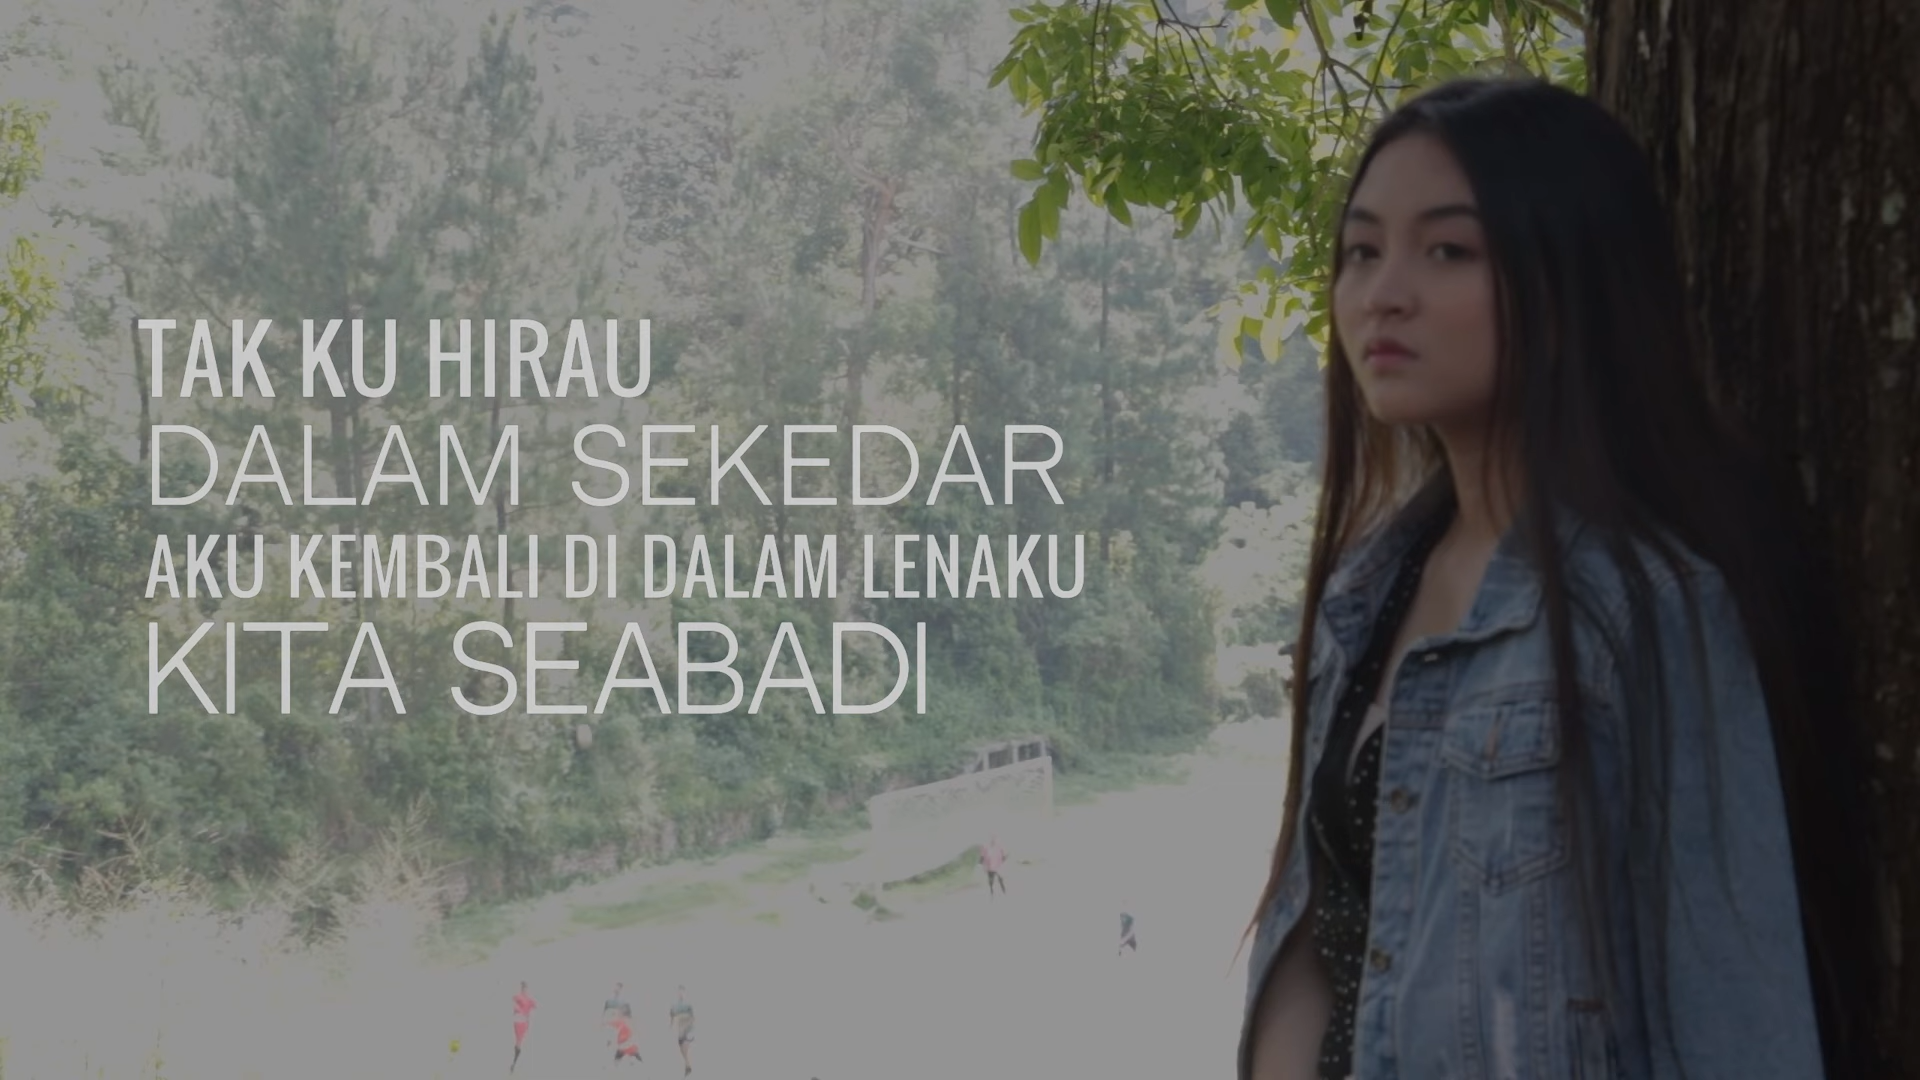 TAK KU HIRAU
DALAM SEKEDAR
AKU KEMBALI DI DALAM LENAKU
KITA SEABADI